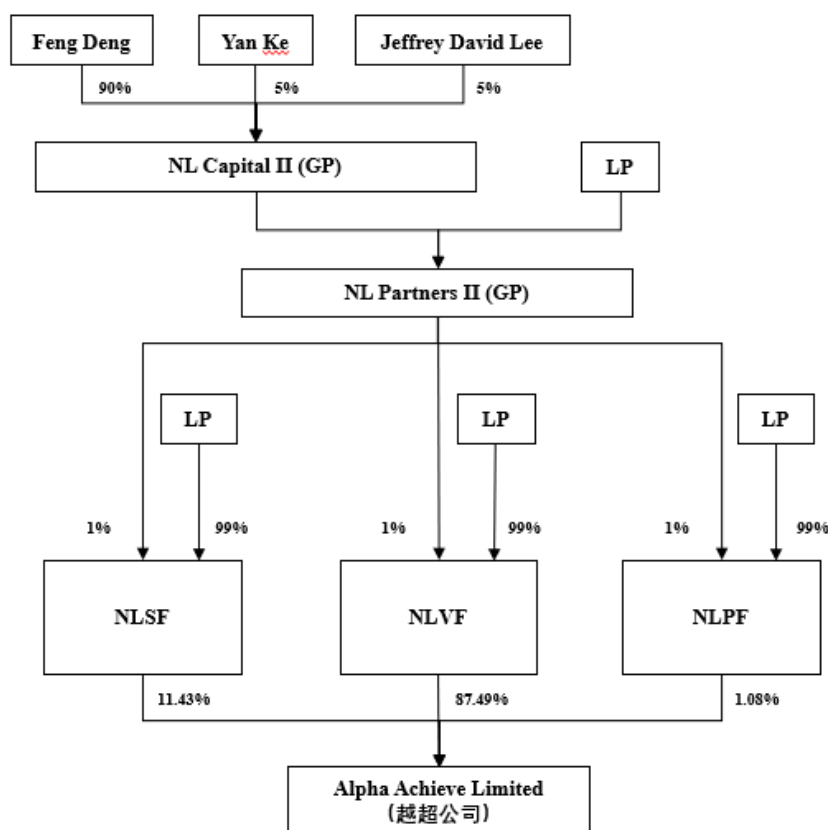 Feng Deng
Yan Ke
Jeffrey David Lee
90%
5%
5%
NL Capital II (GP)
LP
NL Partners II (GP)
LP
LP
LP
1%
99%
1%
99%
1%
99%
NLSF
NLVF
NLPF
11.43%
87.49%
1.08%
Alpha Achieve Limited
(越超公司)